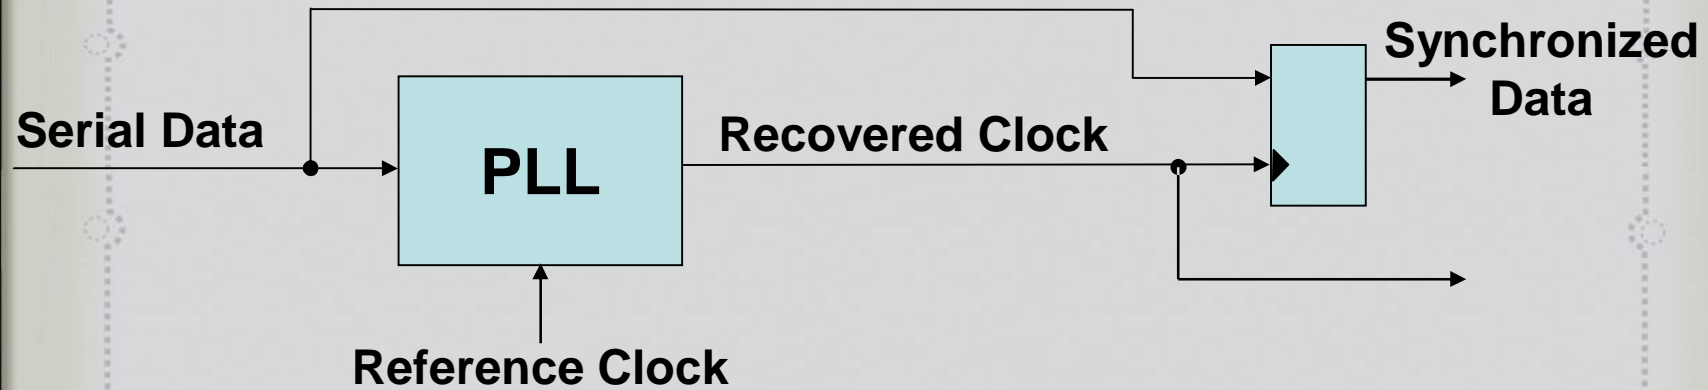 Synchronized
Data
Serial Data
PLL
Recovered Clock
Reference Clock